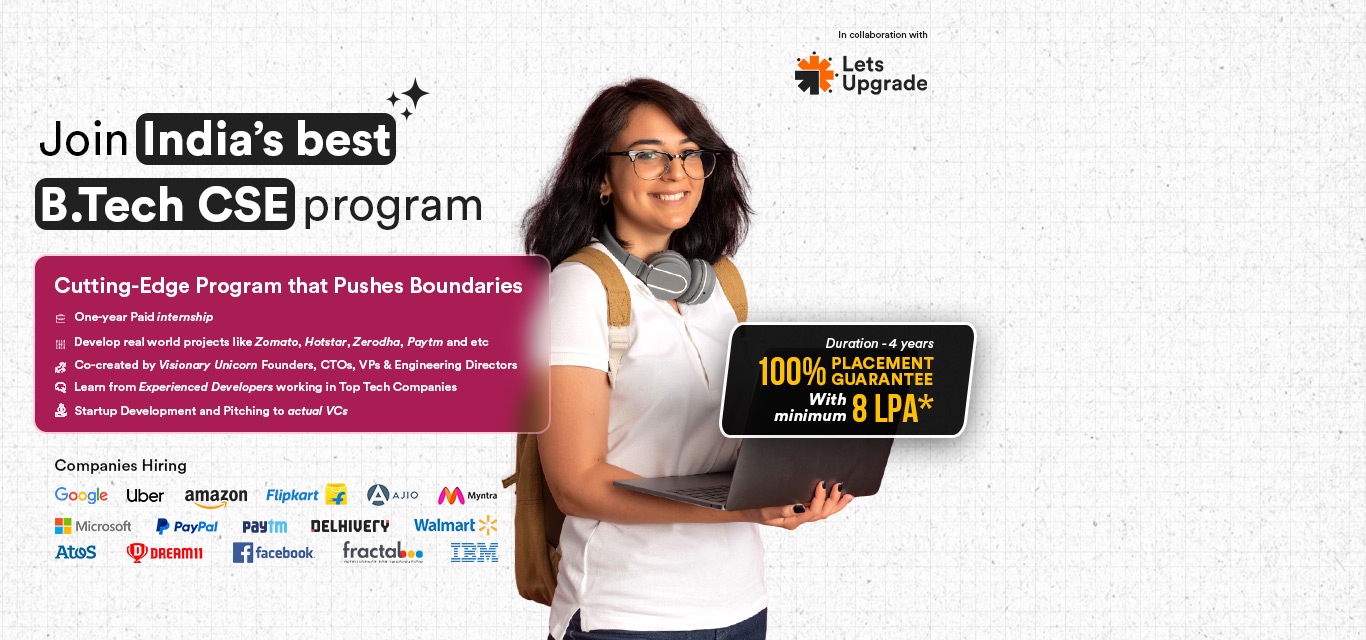 In collaboration with
Lets
Upgrade
Join India's best
B.Tech CSE program
Cutting-Edge Program that Pushes Boundaries
One-year Paid internship
Develop real world projects like Zomato, Hotstar, Zerodha, Paytm and etc
Co-created by Visionary Unicorn Founders, CTOs, VPs & Engineering Directors
Learn from Experienced Developers working in Top Tech Companies
Startup Development and Pitching to actual VCs
Duration - 4 years
100% PLACEMENT
GUARANTEE
With
minimum 8 LPA*
Companies Hiring
Google Uber amazon Flipkart AJIO Myntra
Microsoft PayPal paytm DELHIVERY Walmart
Atos DREAM11 facebook fractal IBM